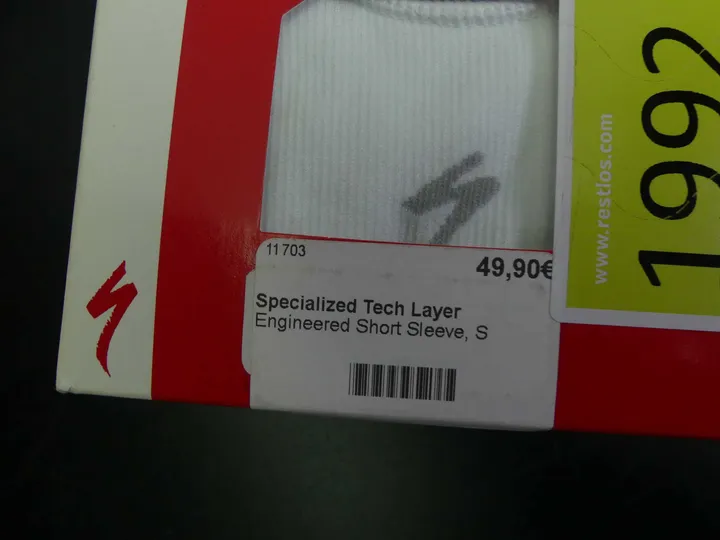 11703
49,90€
Specialized Tech Layer
Engineered Short Sleeve, S
www.restlos.com
1992